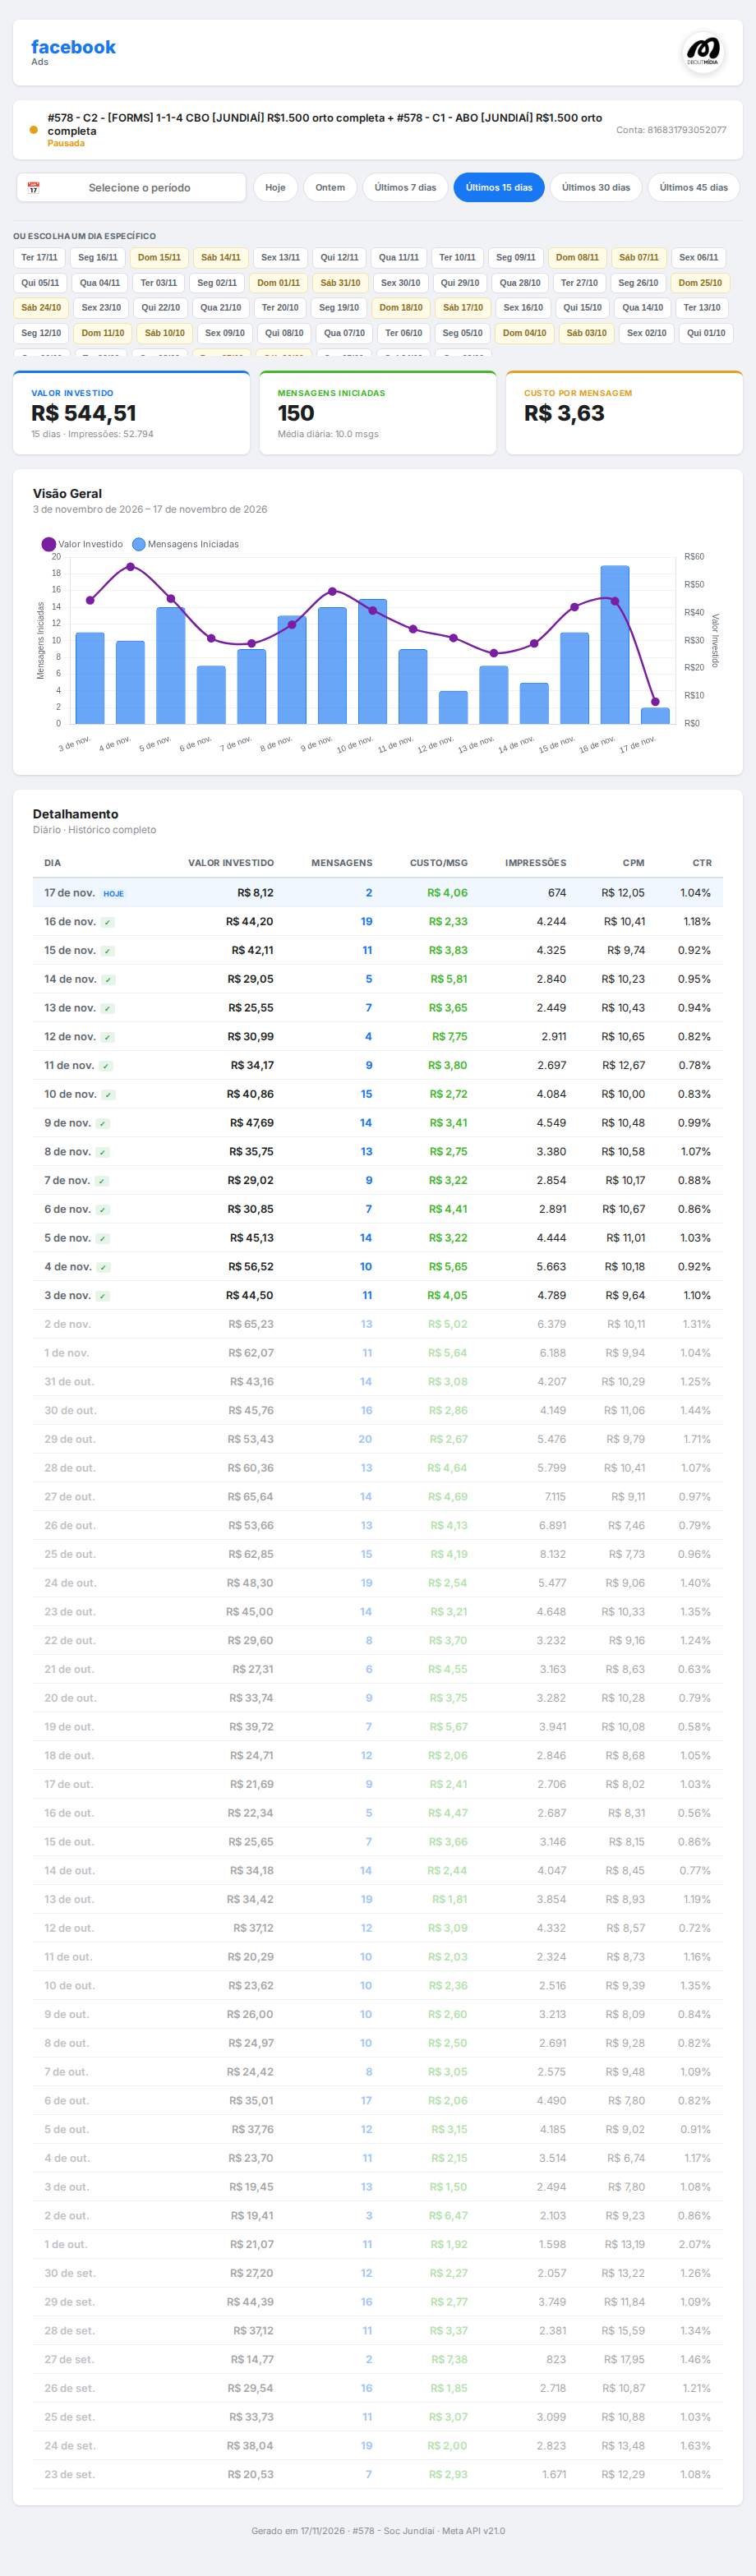 facebook
Ads
DBOUTMÍDIA
#578 - C2 - [FORMS] 1-1-4 CBO [JUNDIAÍ] R$1.500 orto completa + #578 - C1 - ABO [JUNDIAÍ] R$1.500 orto
completa
Pausada
Conta: 816831793052077
Selecione o período
Hoje
Ontem
Últimos 7 dias
Últimos 15 dias
Últimos 30 dias
Últimos 45 dias
OU ESCOLHA UM DIA ESPECÍFICO
Ter 17/11 Seg 16/11 Dom 15/11 Sáb 14/11 Sex 13/11 Qui 12/11 Qua 11/11 Ter 10/11 Seg 09/11 Dom 08/11 Sáb 07/11 Sex 06/11
Qui 05/11 Qua 04/11 Ter 03/11 Seg 02/11 Dom 01/11 Sáb 31/10 Sex 30/10 Qui 29/10 Qua 28/10 Ter 27/10 Seg 26/10 Dom 25/10
Sáb 24/10 Sex 23/10 Qui 22/10 Qua 21/10 Ter 20/10 Seg 19/10 Dom 18/10 Sáb 17/10 Sex 16/10 Qui 15/10 Qua 14/10 Ter 13/10
Seg 12/10 Dom 11/10 Sáb 10/10 Sex 09/10 Qui 08/10 Qua 07/10 Ter 06/10 Seg 05/10 Dom 04/10 Sáb 03/10 Sex 02/10 Qui 01/10
VALOR INVESTIDO
R$ 544,51
15 dias · Impressões: 52.794
MENSAGENS INICIADAS
150
Média diária: 10.0 msgs
CUSTO POR MENSAGEM
R$ 3,63
Visão Geral
3 de novembro de 2026 – 17 de novembro de 2026
Valor Investido Mensagens Iniciadas
Mensagens Iniciadas
20
18
16
14
12
10
8
6
4
2
0
R$60
R$50
R$40
R$30
R$20
R$10
R$0
Valor Investido
3 de nov. 4 de nov. 5 de nov. 6 de nov. 7 de nov. 8 de nov. 9 de nov. 10 de nov. 11 de nov. 12 de nov. 13 de nov. 14 de nov. 15 de nov. 16 de nov. 17 de nov.
Detalhamento
Diário · Histórico completo
DIA VALOR INVESTIDO MENSAGENS CUSTO/MSG IMPRESSÕES CPM CTR
17 de nov. HOJE R$ 8,12 2 R$ 4,06 674 R$ 12,05 1.04%
16 de nov. ✓ R$ 44,20 19 R$ 2,33 4.244 R$ 10,41 1.18%
15 de nov. ✓ R$ 42,11 11 R$ 3,83 4.325 R$ 9,74 0.92%
14 de nov. ✓ R$ 29,05 5 R$ 5,81 2.840 R$ 10,23 0.95%
13 de nov. ✓ R$ 25,55 7 R$ 3,65 2.449 R$ 10,43 0.94%
12 de nov. ✓ R$ 30,99 4 R$ 7,75 2.911 R$ 10,65 0.82%
11 de nov. ✓ R$ 34,17 9 R$ 3,80 2.697 R$ 12,67 0.78%
10 de nov. ✓ R$ 40,86 15 R$ 2,72 4.084 R$ 10,00 0.83%
9 de nov. ✓ R$ 47,69 14 R$ 3,41 4.549 R$ 10,48 0.99%
8 de nov. ✓ R$ 35,75 13 R$ 2,75 3.380 R$ 10,58 1.07%
7 de nov. ✓ R$ 29,02 9 R$ 3,22 2.854 R$ 10,17 0.88%
6 de nov. ✓ R$ 30,85 7 R$ 4,41 2.891 R$ 10,67 0.86%
5 de nov. ✓ R$ 45,13 14 R$ 3,22 4.444 R$ 11,01 1.03%
4 de nov. ✓ R$ 56,52 10 R$ 5,65 5.663 R$ 10,18 0.92%
3 de nov. ✓ R$ 44,50 11 R$ 4,05 4.789 R$ 9,64 1.10%
2 de nov. R$ 65,23 13 R$ 5,02 6.379 R$ 10,11 1.31%
1 de nov. R$ 62,07 11 R$ 5,64 6.188 R$ 9,94 1.04%
31 de out. R$ 43,16 14 R$ 3,08 4.207 R$ 10,29 1.25%
30 de out. R$ 45,76 16 R$ 2,86 4.149 R$ 11,06 1.44%
29 de out. R$ 53,43 20 R$ 2,67 5.476 R$ 9,79 1.71%
28 de out. R$ 60,36 13 R$ 4,64 5.799 R$ 10,41 1.07%
27 de out. R$ 65,64 14 R$ 4,69 7.115 R$ 9,11 0.97%
26 de out. R$ 53,66 13 R$ 4,13 6.891 R$ 7,46 0.79%
25 de out. R$ 62,85 15 R$ 4,19 8.132 R$ 7,73 0.96%
24 de out. R$ 48,30 19 R$ 2,54 5.477 R$ 9,06 1.40%
23 de out. R$ 45,00 14 R$ 3,21 4.648 R$ 10,33 1.35%
22 de out. R$ 29,60 8 R$ 3,70 3.232 R$ 9,16 1.24%
21 de out. R$ 27,31 6 R$ 4,55 3.163 R$ 8,63 0.63%
20 de out. R$ 33,74 9 R$ 3,75 3.282 R$ 10,28 0.79%
19 de out. R$ 39,72 7 R$ 5,67 3.941 R$ 10,08 0.58%
18 de out. R$ 24,71 12 R$ 2,06 2.846 R$ 8,68 1.05%
17 de out. R$ 21,69 9 R$ 2,41 2.706 R$ 8,02 1.03%
16 de out. R$ 22,34 5 R$ 4,47 2.687 R$ 8,31 0.56%
15 de out. R$ 25,65 7 R$ 3,66 3.146 R$ 8,15 0.86%
14 de out. R$ 34,18 14 R$ 2,44 4.047 R$ 8,45 0.77%
13 de out. R$ 34,42 19 R$ 1,81 3.854 R$ 8,93 1.19%
12 de out. R$ 37,12 12 R$ 3,09 4.332 R$ 8,57 0.72%
11 de out. R$ 20,29 10 R$ 2,03 2.324 R$ 8,73 1.16%
10 de out. R$ 23,62 10 R$ 2,36 2.516 R$ 9,39 1.35%
9 de out. R$ 26,00 10 R$ 2,60 3.213 R$ 8,09 0.84%
8 de out. R$ 24,97 10 R$ 2,50 2.691 R$ 9,28 0.82%
7 de out. R$ 24,42 8 R$ 3,05 2.575 R$ 9,48 1.09%
6 de out. R$ 35,01 17 R$ 2,06 4.490 R$ 7,80 0.82%
5 de out. R$ 37,76 12 R$ 3,15 4.185 R$ 9,02 0.91%
4 de out. R$ 23,70 11 R$ 2,15 3.514 R$ 6,74 1.17%
3 de out. R$ 19,45 13 R$ 1,50 2.494 R$ 7,80 1.08%
2 de out. R$ 19,41 3 R$ 6,47 2.103 R$ 9,23 0.86%
1 de out. R$ 21,07 11 R$ 1,92 1.598 R$ 13,19 2.07%
30 de set. R$ 27,20 12 R$ 2,27 2.057 R$ 13,22 1.26%
29 de set. R$ 44,39 16 R$ 2,77 3.749 R$ 11,84 1.09%
28 de set. R$ 37,12 11 R$ 3,37 2.381 R$ 15,59 1.34%
27 de set. R$ 14,77 2 R$ 7,38 823 R$ 17,95 1.46%
26 de set. R$ 29,54 16 R$ 1,85 2.718 R$ 10,87 1.21%
25 de set. R$ 33,73 11 R$ 3,07 3.099 R$ 10,88 1.03%
24 de set. R$ 38,04 19 R$ 2,00 2.823 R$ 13,48 1.63%
23 de set. R$ 20,53 7 R$ 2,93 1.671 R$ 12,29 1.08%
Gerado em 17/11/2026 · #578 - Soc Jundiaí · Meta API v21.0